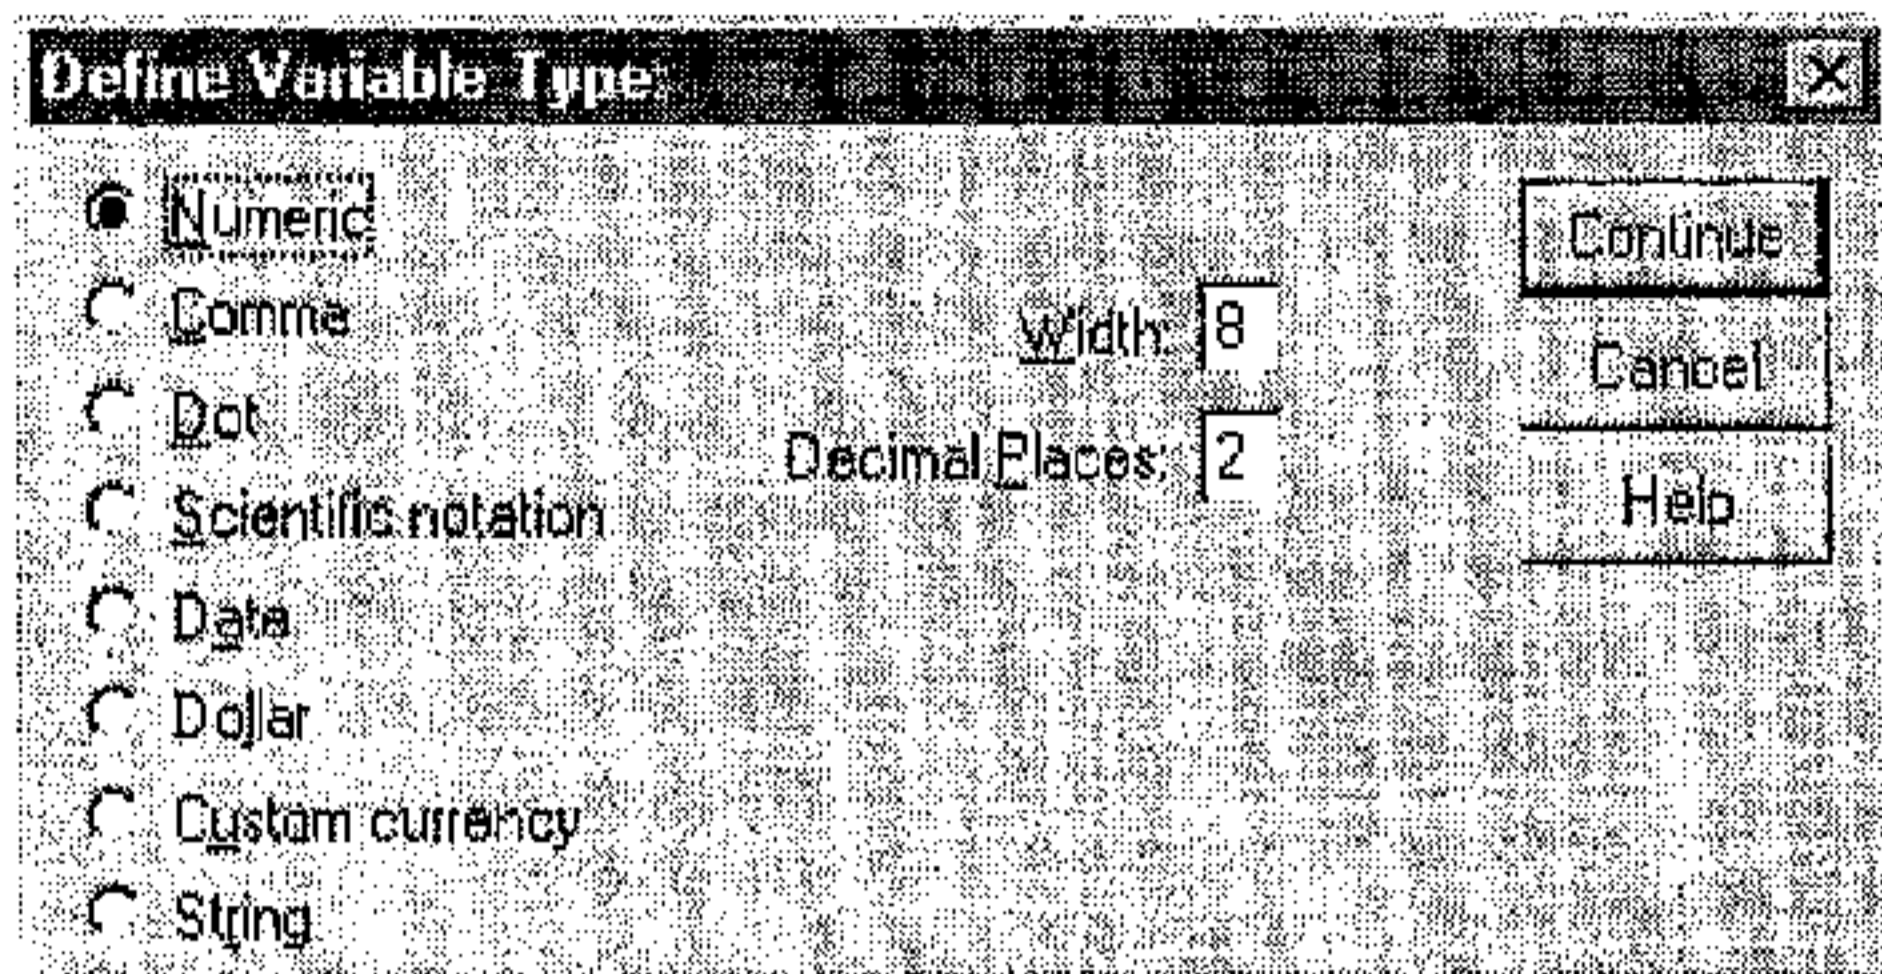 Define Variable Type:
Numeric
Comma
Dot
Scientific notation
Date
Dollar
Custom currency
String
Width: 8
Decimal Places: 2
Continue
Cancel
Help